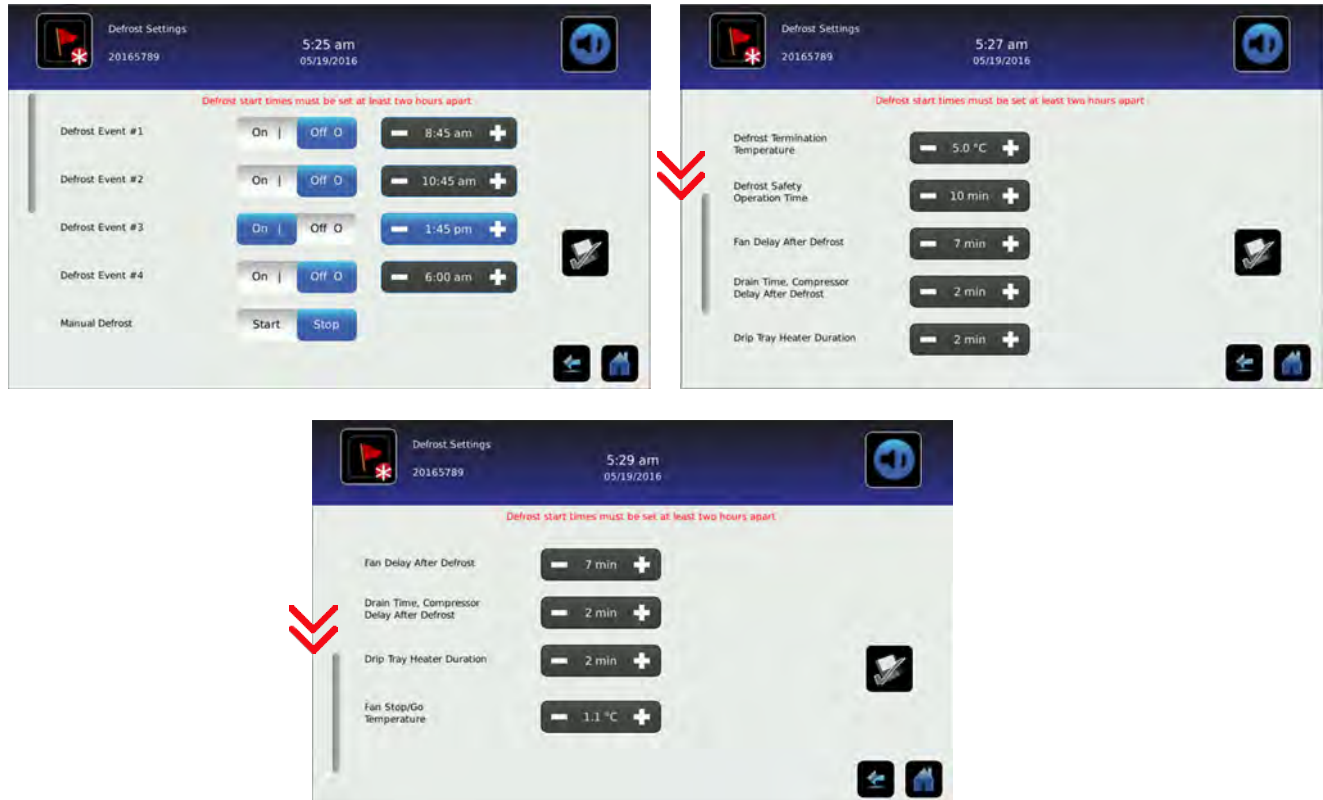 Defrost Settings
20165789
5:25 am
05/19/2016
Defrost start times must be set at least two hours apart
Defrost Event #1
On | Off O
8:45 am
Defrost Event #2
On | Off O
10:45 am
Defrost Event #3
On | Off O
1:45 pm
Defrost Event #4
On | Off O
6:00 am
Manual Defrost
Start Stop
Defrost Settings
20165789
5:27 am
05/19/2016
Defrost start times must be set at least two hours apart
Defrost Termination
Temperature
5.0 °C
Defrost Safety
Operation Time
10 min
Fan Delay After Defrost
7 min
Drain Time, Compressor
Delay After Defrost
2 min
Drip Tray Heater Duration
2 min
Defrost Settings
20165789
5:29 am
05/19/2016
Defrost start times must be set at least two hours apart
Fan Delay After Defrost
7 min
Drain Time, Compressor
Delay After Defrost
2 min
Drip Tray Heater Duration
2 min
Fan Stop/Go
Temperature
1.1 °C